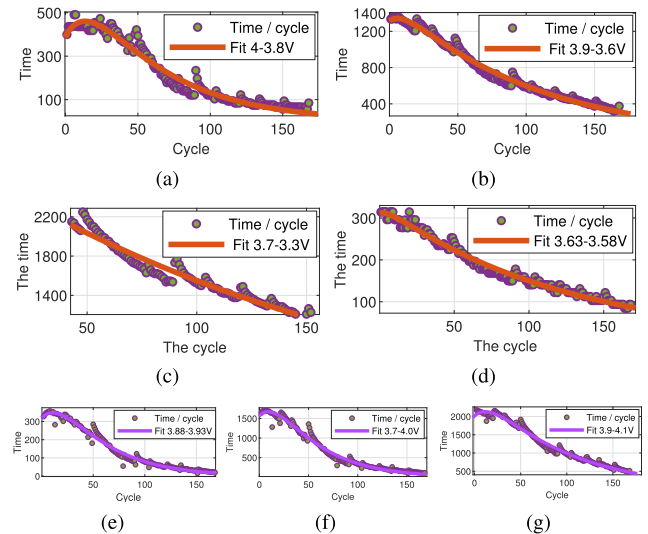 500
300
100
Time
Time / cycle
Fit 4-3.8V
0 50 100 150
Cycle
(a)
1400
1200
800
400
Time
Time / cycle
Fit 3.9-3.6V
0 50 100 150
Cycle
(b)
2200
1800
1400
The time
Time / cycle
Fit 3.7-3.3V
50 100 150
The cycle
(c)
300
200
100
The time
Time / cycle
Fit 3.63-3.58V
50 100 150
The cycle
(d)
300
200
100
0
Time
Time / cycle
Fit 3.88-3.93V
0 50 100 150
Cycle
(e)
1500
1000
500
Time
Time / cycle
Fit 3.7-4.0V
0 50 100 150
Cycle
(f)
2000
1500
1000
500
Time
Time / cycle
Fit 3.9-4.1V
0 50 100 150
Cycle
(g)